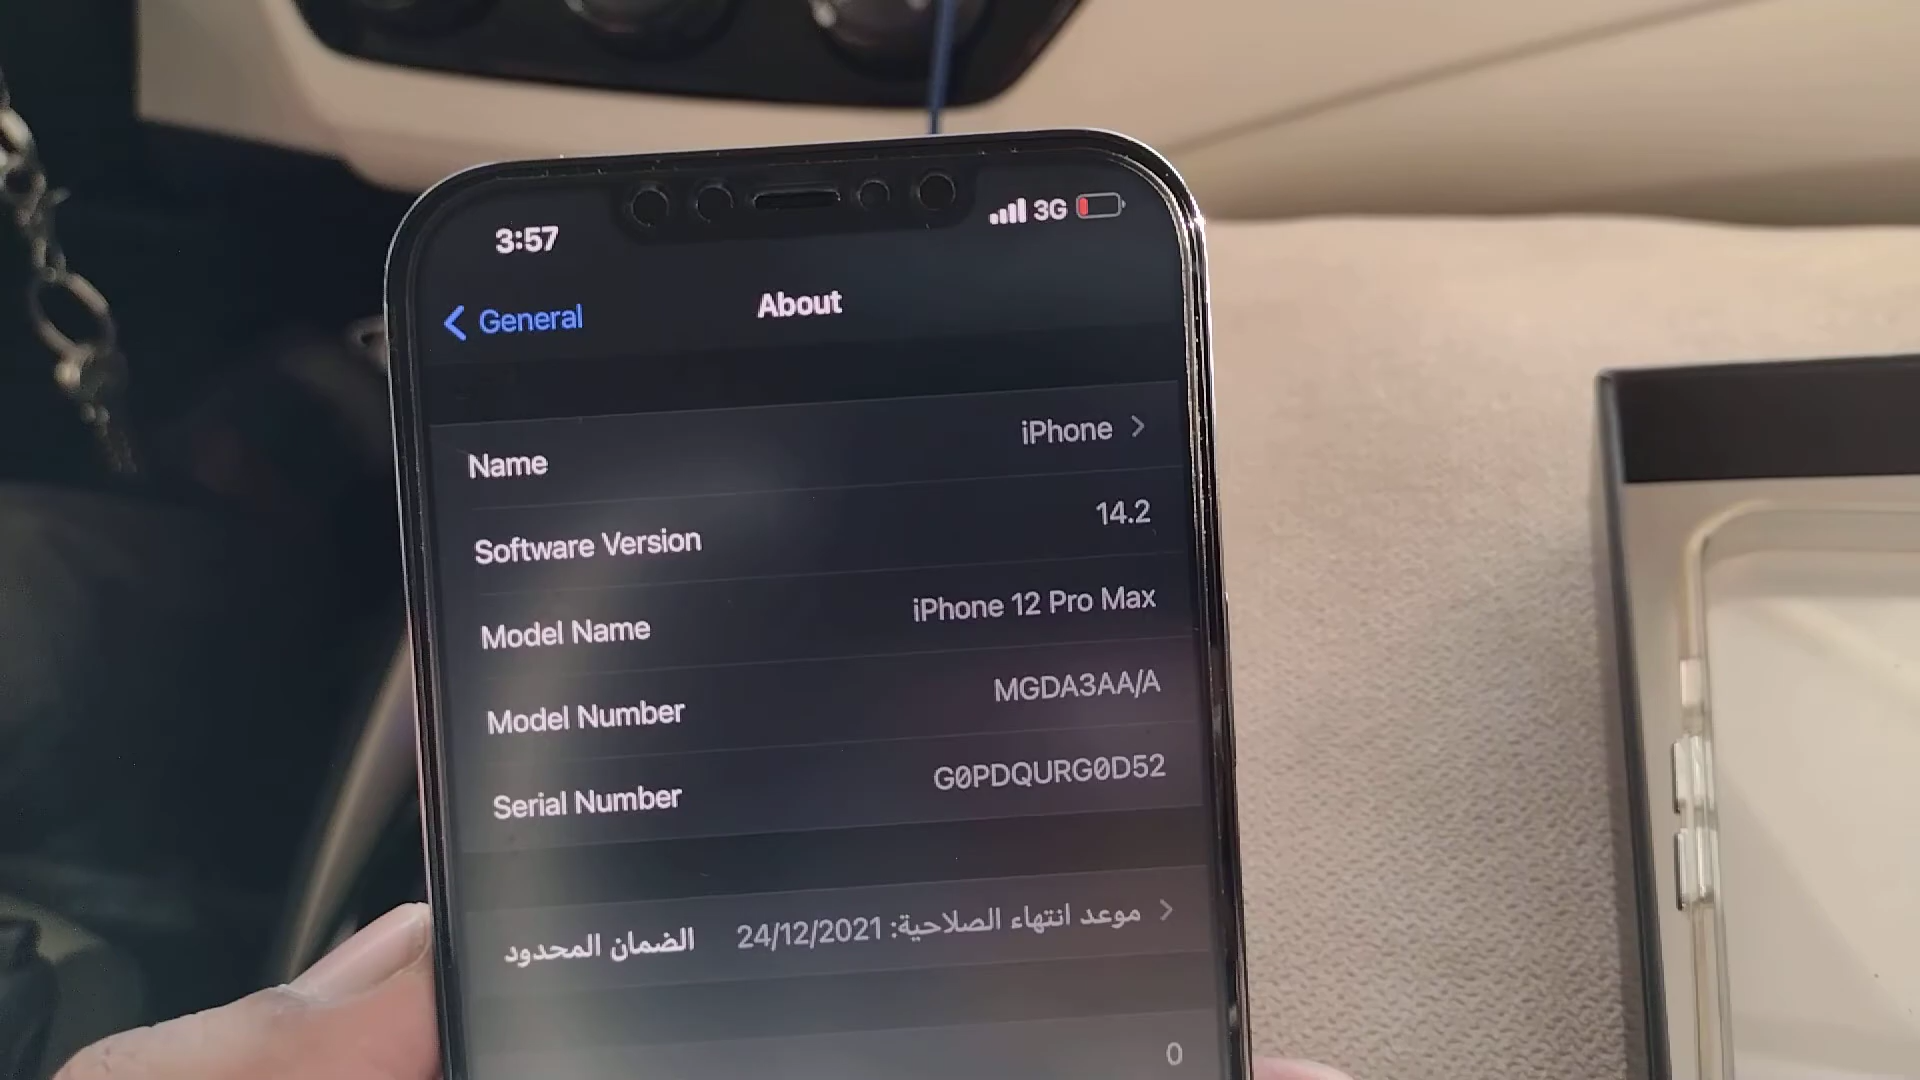 3:57 3G
General About
Name iPhone
Software Version 14.2
Model Name iPhone 12 Pro Max
Model Number MGDA3AA/A
Serial Number G0PDQURG0D52
الضمان المحدود موعد انتهاء الصلاحية: 24/12/2021
0